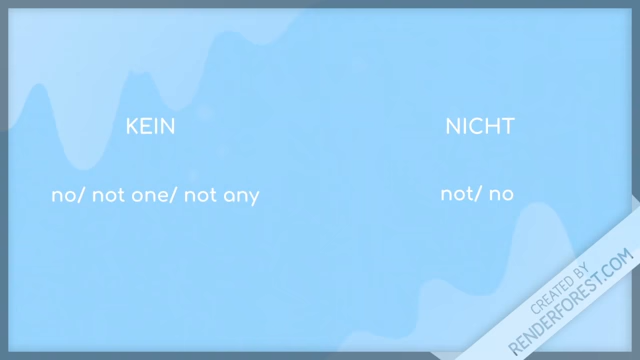 KEIN
NICHT
no/ not one/ not any
not/ no
CREATED BY
RENDERFOREST.COM